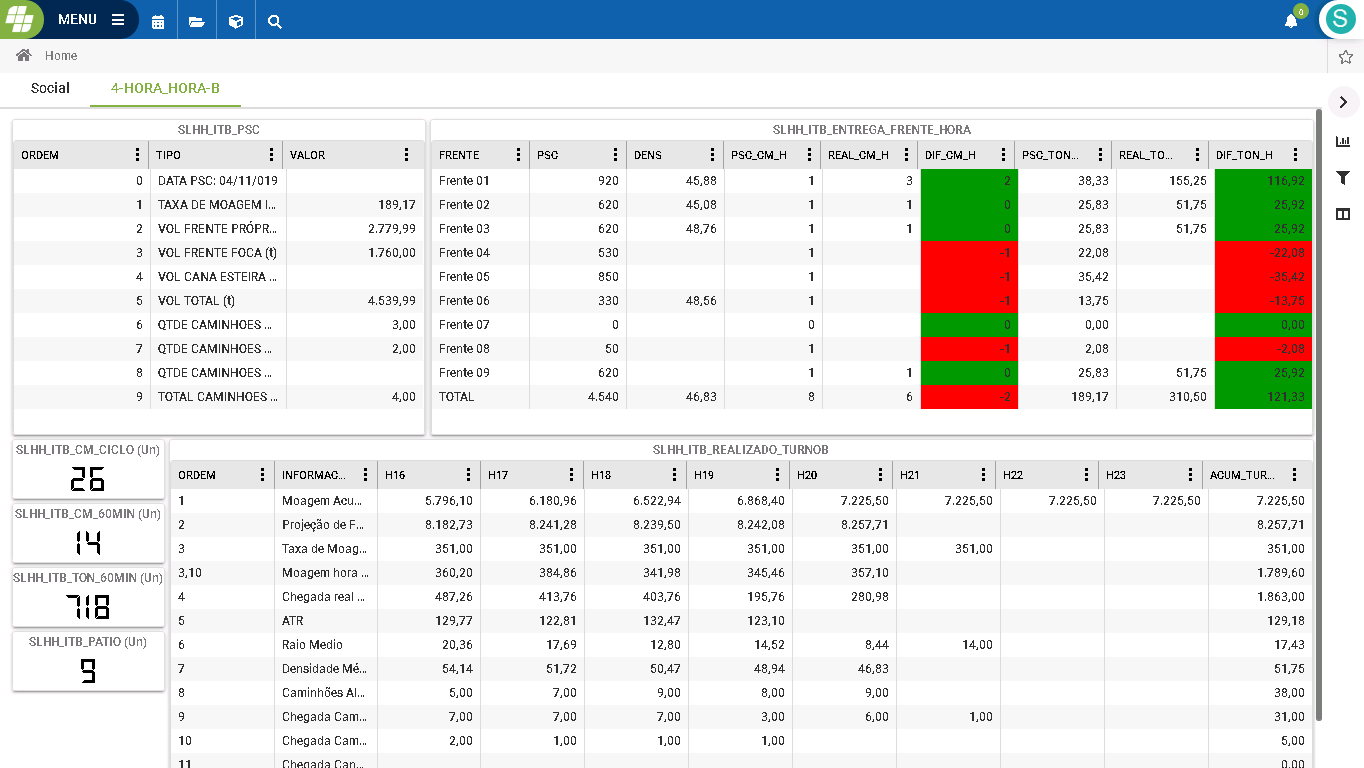 MENU
0
S
Home
Social 4-HORA_HORA-B
SLHH_ITB_PSC
ORDEM TIPO VALOR
0 DATA PSC: 04/11/019
1 TAXA DE MOAGEM I... 189,17
2 VOL FRENTE PRÓPR... 2.779,99
3 VOL FRENTE FOCA (t) 1.760,00
4 VOL CANA ESTEIRA ...
5 VOL TOTAL (t) 4.539,99
6 QTDE CAMINHOES ... 3,00
7 QTDE CAMINHOES ... 2,00
8 QTDE CAMINHOES ...
9 TOTAL CAMINHOES ... 4,00
SLHH_ITB_ENTREGA_FRENTE_HORA
FRENTE PSC DENS PSC_CM_H REAL_CM_H DIF_CM_H PSC_TON... REAL_TO... DIF_TON_H
Frente 01 920 45,88 1 3 2 38,33 155,25 116,92
Frente 02 620 45,08 1 1 0 25,83 51,75 25,92
Frente 03 620 48,76 1 1 0 25,83 51,75 25,92
Frente 04 530 1 -1 22,08 -22,08
Frente 05 850 1 -1 35,42 -35,42
Frente 06 330 48,56 1 -1 13,75 -13,75
Frente 07 0 0 0 0,00 0,00
Frente 08 50 1 -1 2,08 -2,08
Frente 09 620 1 1 0 25,83 51,75 25,92
TOTAL 4.540 46,83 8 6 -2 189,17 310,50 121,33
SLHH_ITB_CM_CICLO (Un)
26
SLHH_ITB_CM_60MIN (Un)
14
SLHH_ITB_TON_60MIN (Un)
718
SLHH_ITB_PATIO (Un)
9
SLHH_ITB_REALIZADO_TURNOB
ORDEM INFORMAC... H16 H17 H18 H19 H20 H21 H22 H23 ACUM_TUR...
1 Moagem Acu... 5.796,10 6.180,96 6.522,94 6.868,40 7.225,50 7.225,50 7.225,50 7.225,50 7.225,50
2 Projeção de F... 8.182,73 8.241,28 8.239,50 8.242,08 8.257,71 8.257,71
3 Taxa de Moag... 351,00 351,00 351,00 351,00 351,00 351,00 351,00
3,10 Moagem hora ... 360,20 384,86 341,98 345,46 357,10 1.789,60
4 Chegada real ... 487,26 413,76 403,76 195,76 280,98 1.863,00
5 ATR 129,77 122,81 132,47 123,10 129,18
6 Raio Medio 20,36 17,69 12,80 14,52 8,44 14,00 17,43
7 Densidade Mé... 54,14 51,72 50,47 48,94 46,83 51,75
8 Caminhões Al... 5,00 7,00 9,00 8,00 9,00 38,00
9 Chegada Cam... 7,00 7,00 7,00 3,00 6,00 1,00 31,00
10 Chegada Cam... 2,00 1,00 1,00 1,00 5,00
11 Chegada Can... 0,00